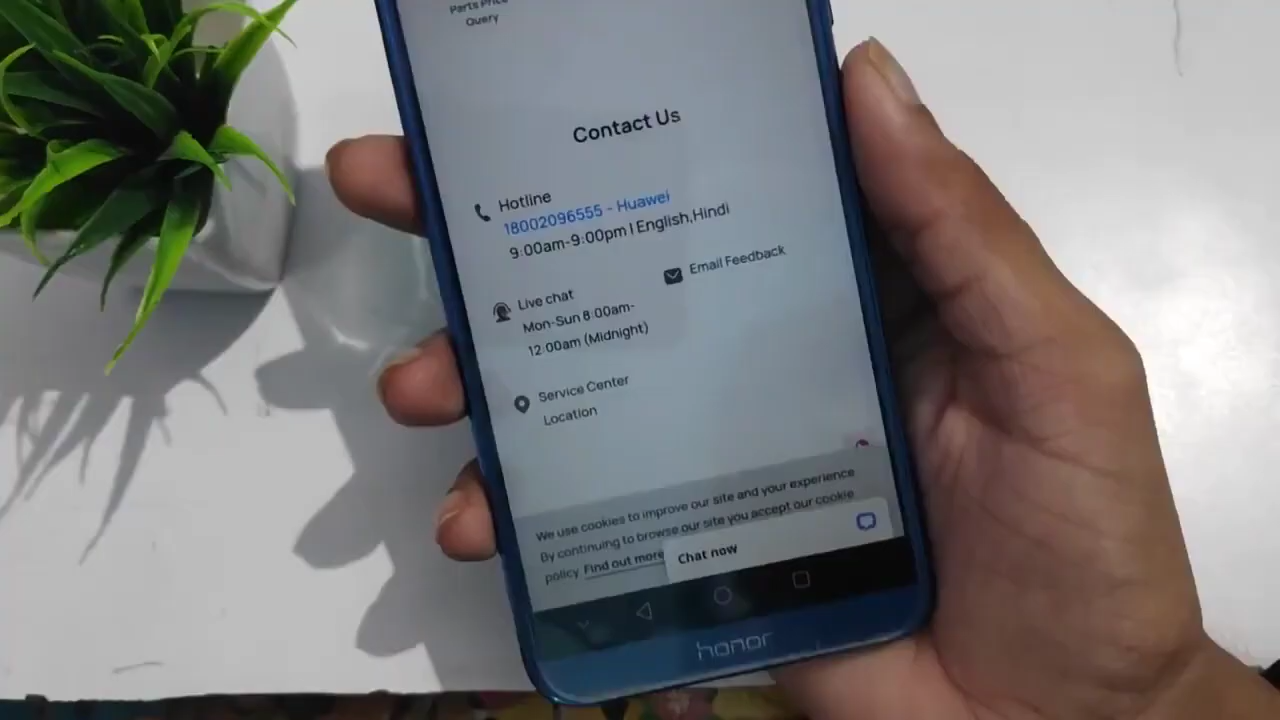 Parts Price
Query
Contact Us
Hotline
18002096555 - Huawei
9:00am-9:00pm | English,Hindi
Email Feedback
Live chat
Mon-Sun 8:00am-
12:00am (Midnight)
Service Center
Location
We use cookies to improve our site and your experience
By continuing to browse our site you accept our cookie
policy Find out more
Chat now
honor